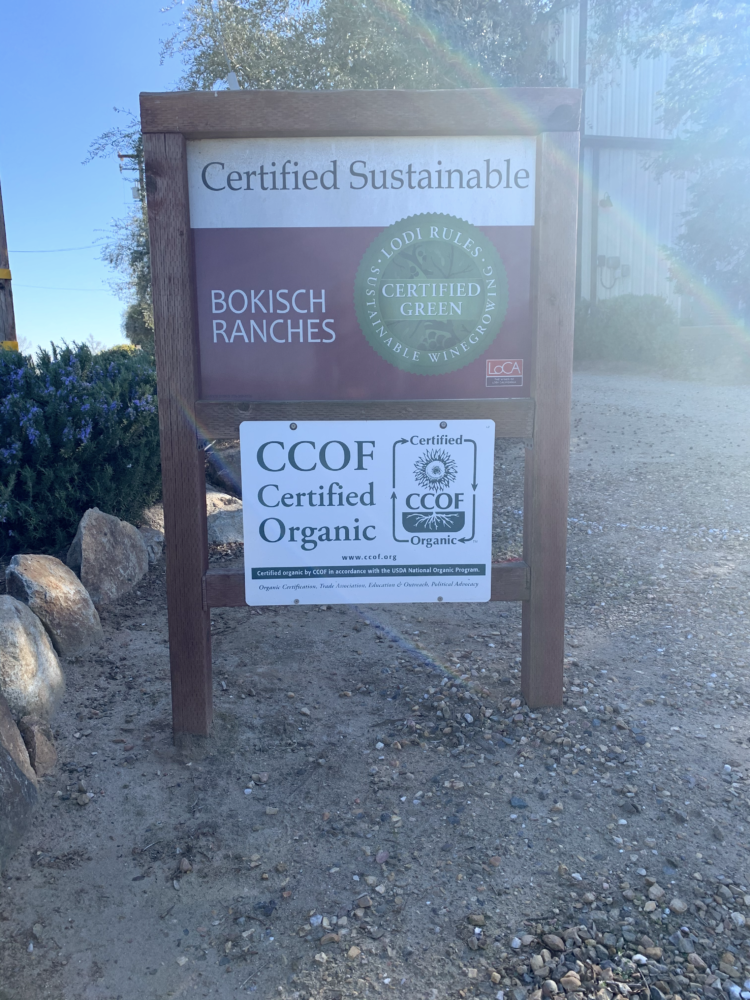 Certified Sustainable
BOKISCH
RANCHES
· LODI RULES ·
SUSTAINABLE WINEGROWING
CERTIFIED
GREEN
LoCA
CCOF
Certified
Organic
Certified
CCOF
Organic
www.ccof.org
Certified organic by CCOF in accordance with the USDA National Organic Program.
Organic Certification, Trade Association, Education & Outreach, Political Advocacy